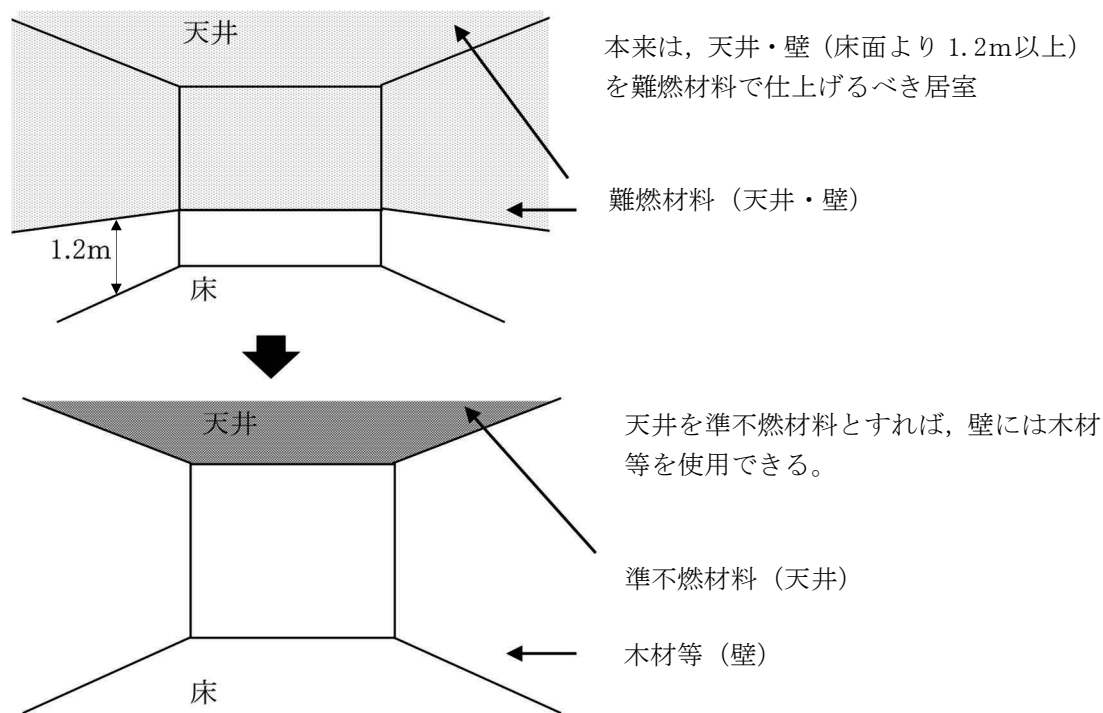 天井
本来は，天井・壁（床面より 1.2m以上）
を難燃材料で仕上げるべき居室
難燃材料（天井・壁）
1.2m
床
天井
天井を準不燃材料とすれば，壁には木材
等を使用できる。
準不燃材料（天井）
木材等（壁）
床